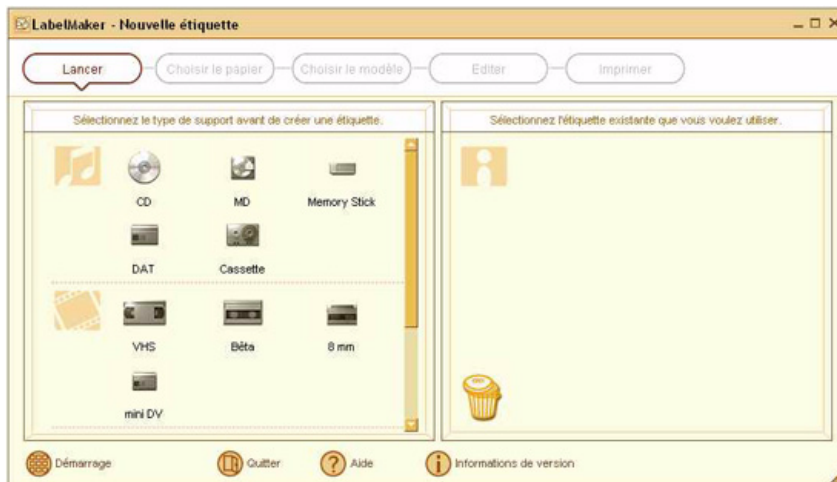 LabelMaker - Nouvelle étiquette
Lancer Choisir le papier Choisir le modèle Editer Imprimer
Sélectionnez le type de support avant de créer une étiquette.
Sélectionnez l'étiquette existante que vous voulez utiliser.
CD MD Memory Stick
DAT Cassette
VHS Bêta 8 mm
mini DV
Démarrage Quitter Aide Informations de version